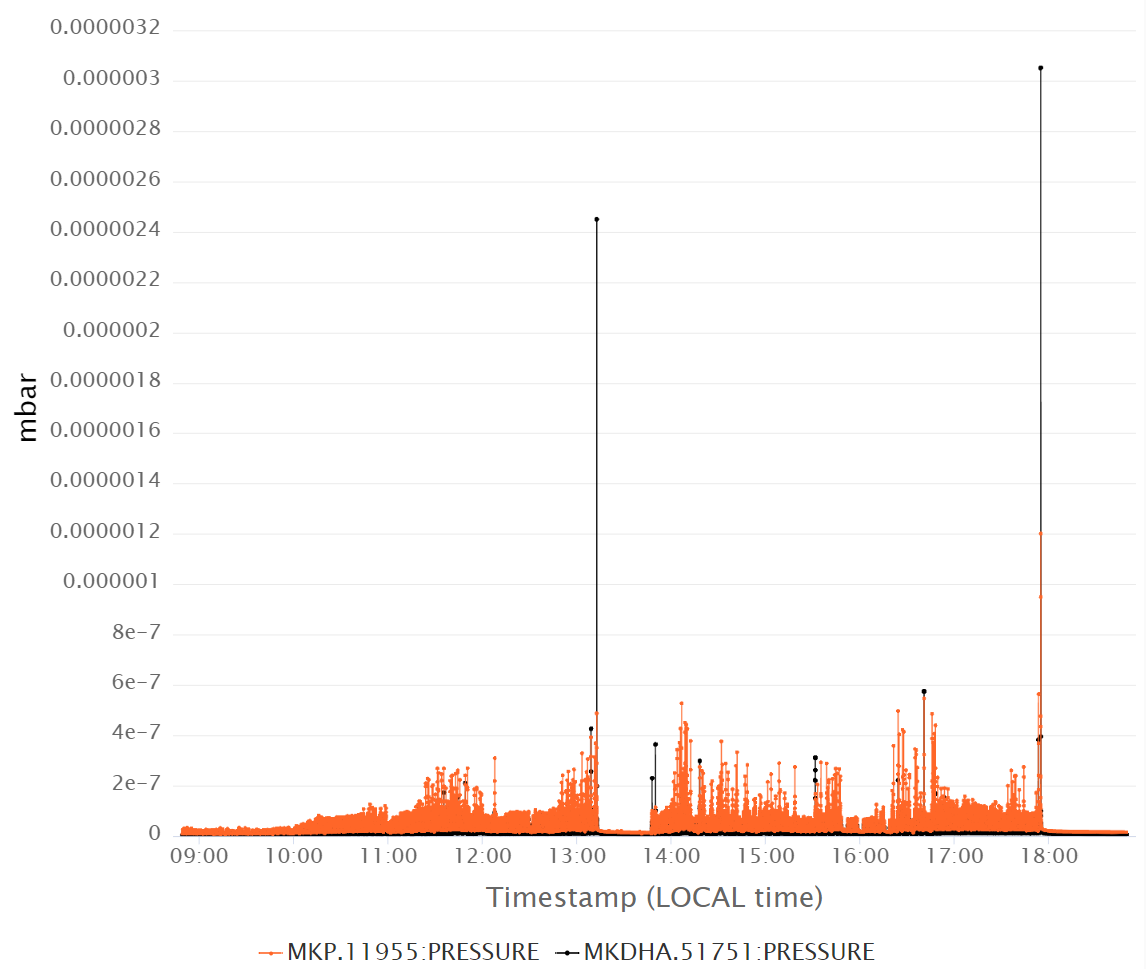 0.0000032
0.000003
0.0000028
0.0000026
0.0000024
0.0000022
0.000002
0.0000018
0.0000016
0.0000014
0.0000012
0.000001
8e-7
6e-7
4e-7
2e-7
0
mbar
09:00 10:00 11:00 12:00 13:00 14:00 15:00 16:00 17:00 18:00
Timestamp (LOCAL time)
MKP.11955:PRESSURE MKDHA.51751:PRESSURE